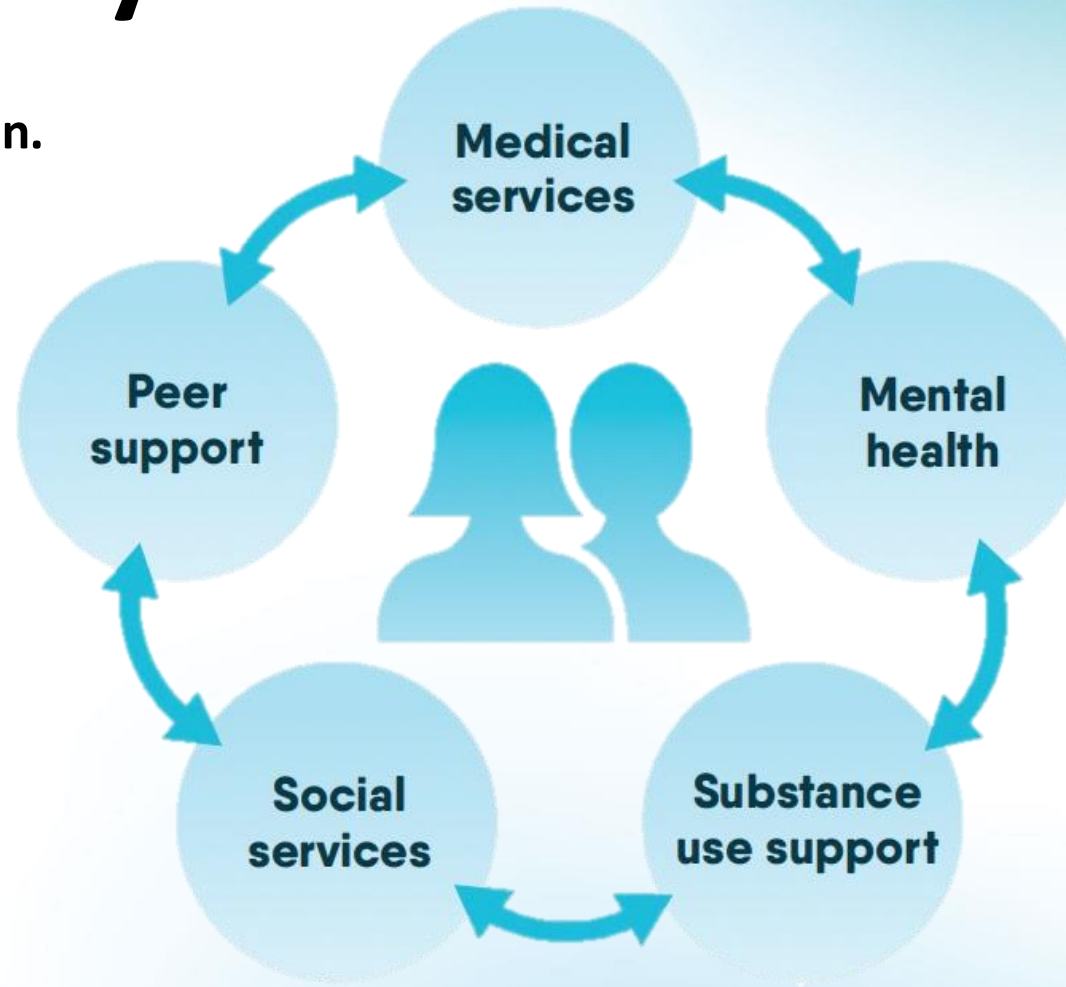 n.
Medical
services
Peer
support
Mental
health
Social
services
Substance
use support